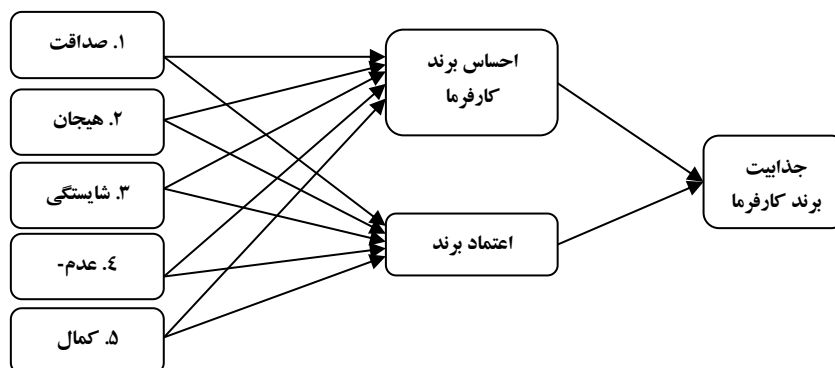 ۱. صداقت
۲. هیجان
۳. شایستگی
٤. عدم-
۵. کمال
احساس برند
کارفرما
اعتماد برند
جذابیت
برند کارفرما